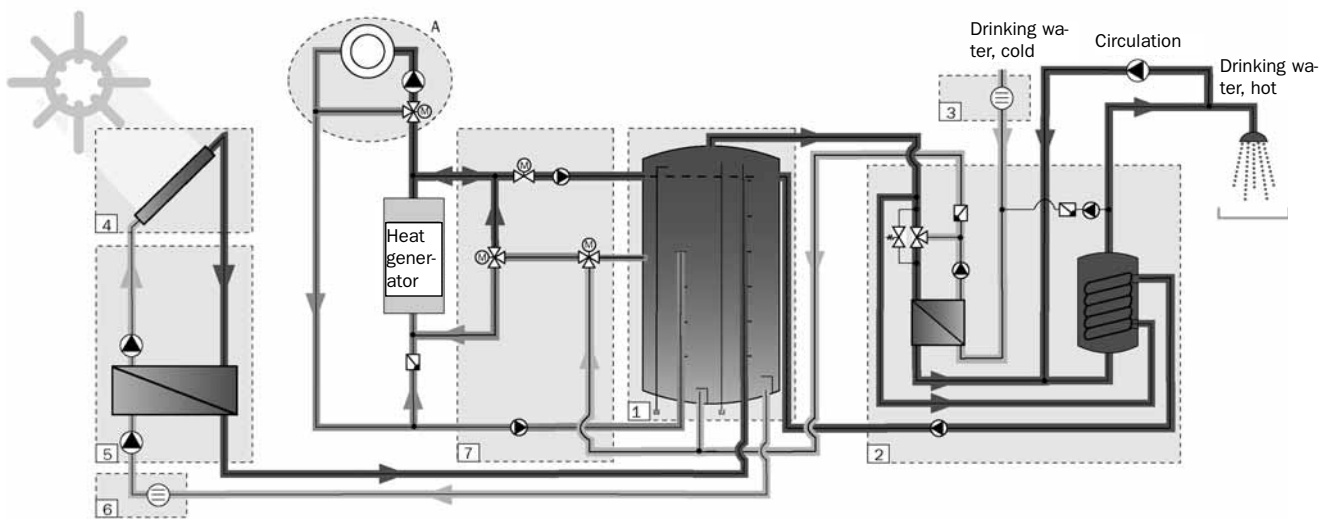 A
Drinking wa-
ter, cold
Circulation
Drinking wa-
ter, hot
3
4
M
M
M
M
Heat
gener-
ator
1
5
7
2
6